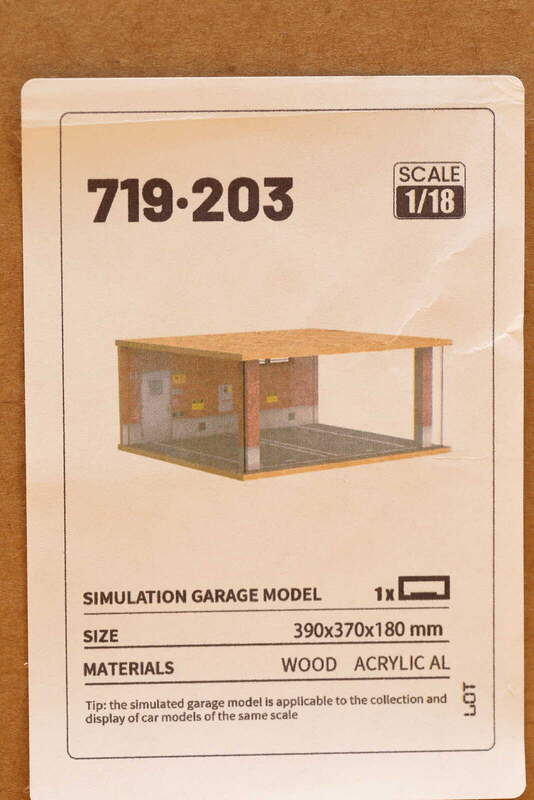 719·203
SCALE
1/18
SIMULATION GARAGE MODEL 1x
SIZE 390x370x180 mm
MATERIALS WOOD ACRYLIC AL
Tip: the simulated garage model is applicable to the collection and
display of car models of the same scale
LOT